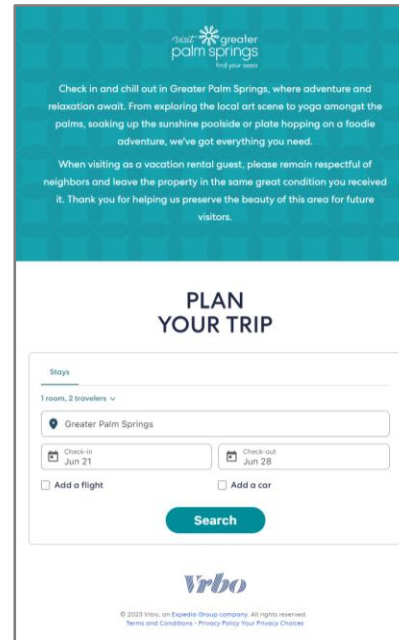 visit greater
palm springs
find your oasis
Check in and chill out in Greater Palm Springs, where adventure and
relaxation await. From exploring the local art scene to yoga amongst the
palms, soaking up the sunshine poolside or plate hopping on a foodie
adventure, we've got everything you need.
When visiting as a vacation rental guest, please remain respectful of
neighbors and leave the property in the same great condition you received
it. Thank you for helping us preserve the beauty of this area for future
visitors.
PLAN
YOUR TRIP
Stays
1 room, 2 travelers
Greater Palm Springs
Check-in
Jun 21
Check-out
Jun 28
Add a flight
Add a car
Search
Vrbo
© 2023 Vrbo, an Expedia Group company. All rights reserved.
Terms and Conditions - Privacy Policy Your Privacy Choices